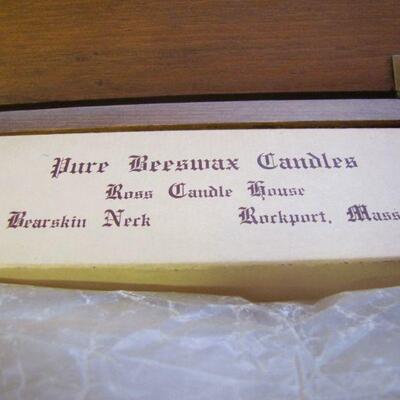 Pure Beeswax Candles
Ross Candle House
Bearskin Neck Rockport, Mass